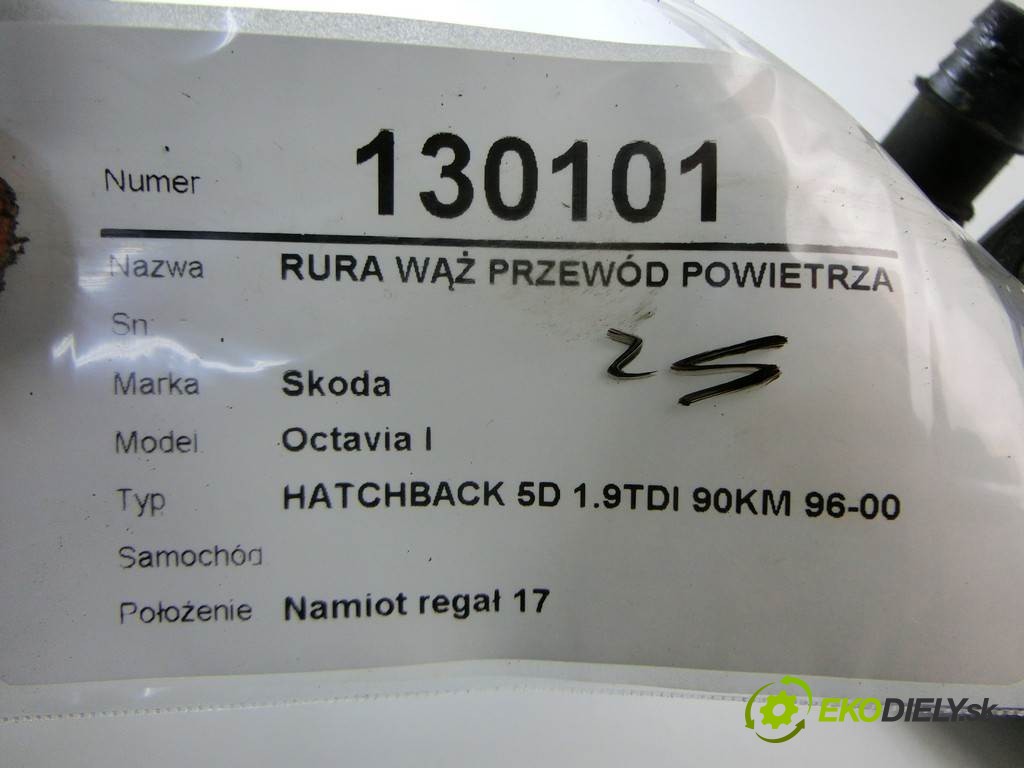 Numer 130101
Nazwa RURA WĄŻ PRZEWÓD POWIETRZA
Sn
Marka Skoda
Model Octavia I
Typ HATCHBACK 5D 1.9TDI 90KM 96-00
Samochód
Położenie Namiot regał 17
EKODIELY.sk